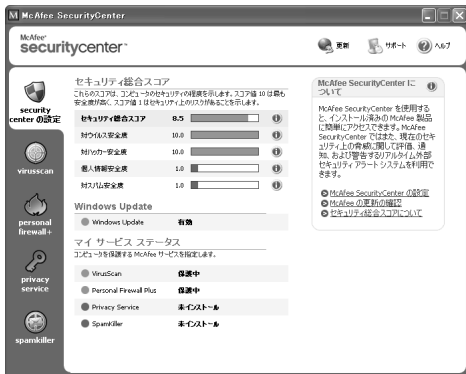 McAfee SecurityCenter
McAfee®
securitycenter™
更新
サポート
ヘルプ
security
center の設定
virusscan
personal
firewall+
privacy
service
spamkiller
セキュリティ総合スコア
これらのスコアは、コンピュータのセキュリティの程度を示します。スコア値 10 は最も
安全度が高く、スコア値 1 はセキュリティ上のリスクがあることを示します。
セキュリティ総合スコア 8.5
対ウイルス安全度 10.0
対ハッカー安全度 10.0
個人情報安全度 1.0
対スパム安全度 1.0
Windows Update
Windows Update 有効
マイ サービス ステータス
コンピュータを保護する McAfee サービスを指定します。
VirusScan 保護中
Personal Firewall Plus 保護中
Privacy Service 未インストール
SpamKiller 未インストール
McAfee SecurityCenter に
ついて
McAfee SecurityCenter を使用する
と、インストール済みの McAfee 製品
に簡単にアクセスできます。McAfee
SecurityCenter ではまた、現在のセキ
ュリティ上の脅威に関して評価、通
知、および警告するリアルタイム外部
セキュリティ アラート システムを利用で
きます。
McAfee SecurityCenter の設定
McAfee の更新の確認
セキュリティ総合スコアについて